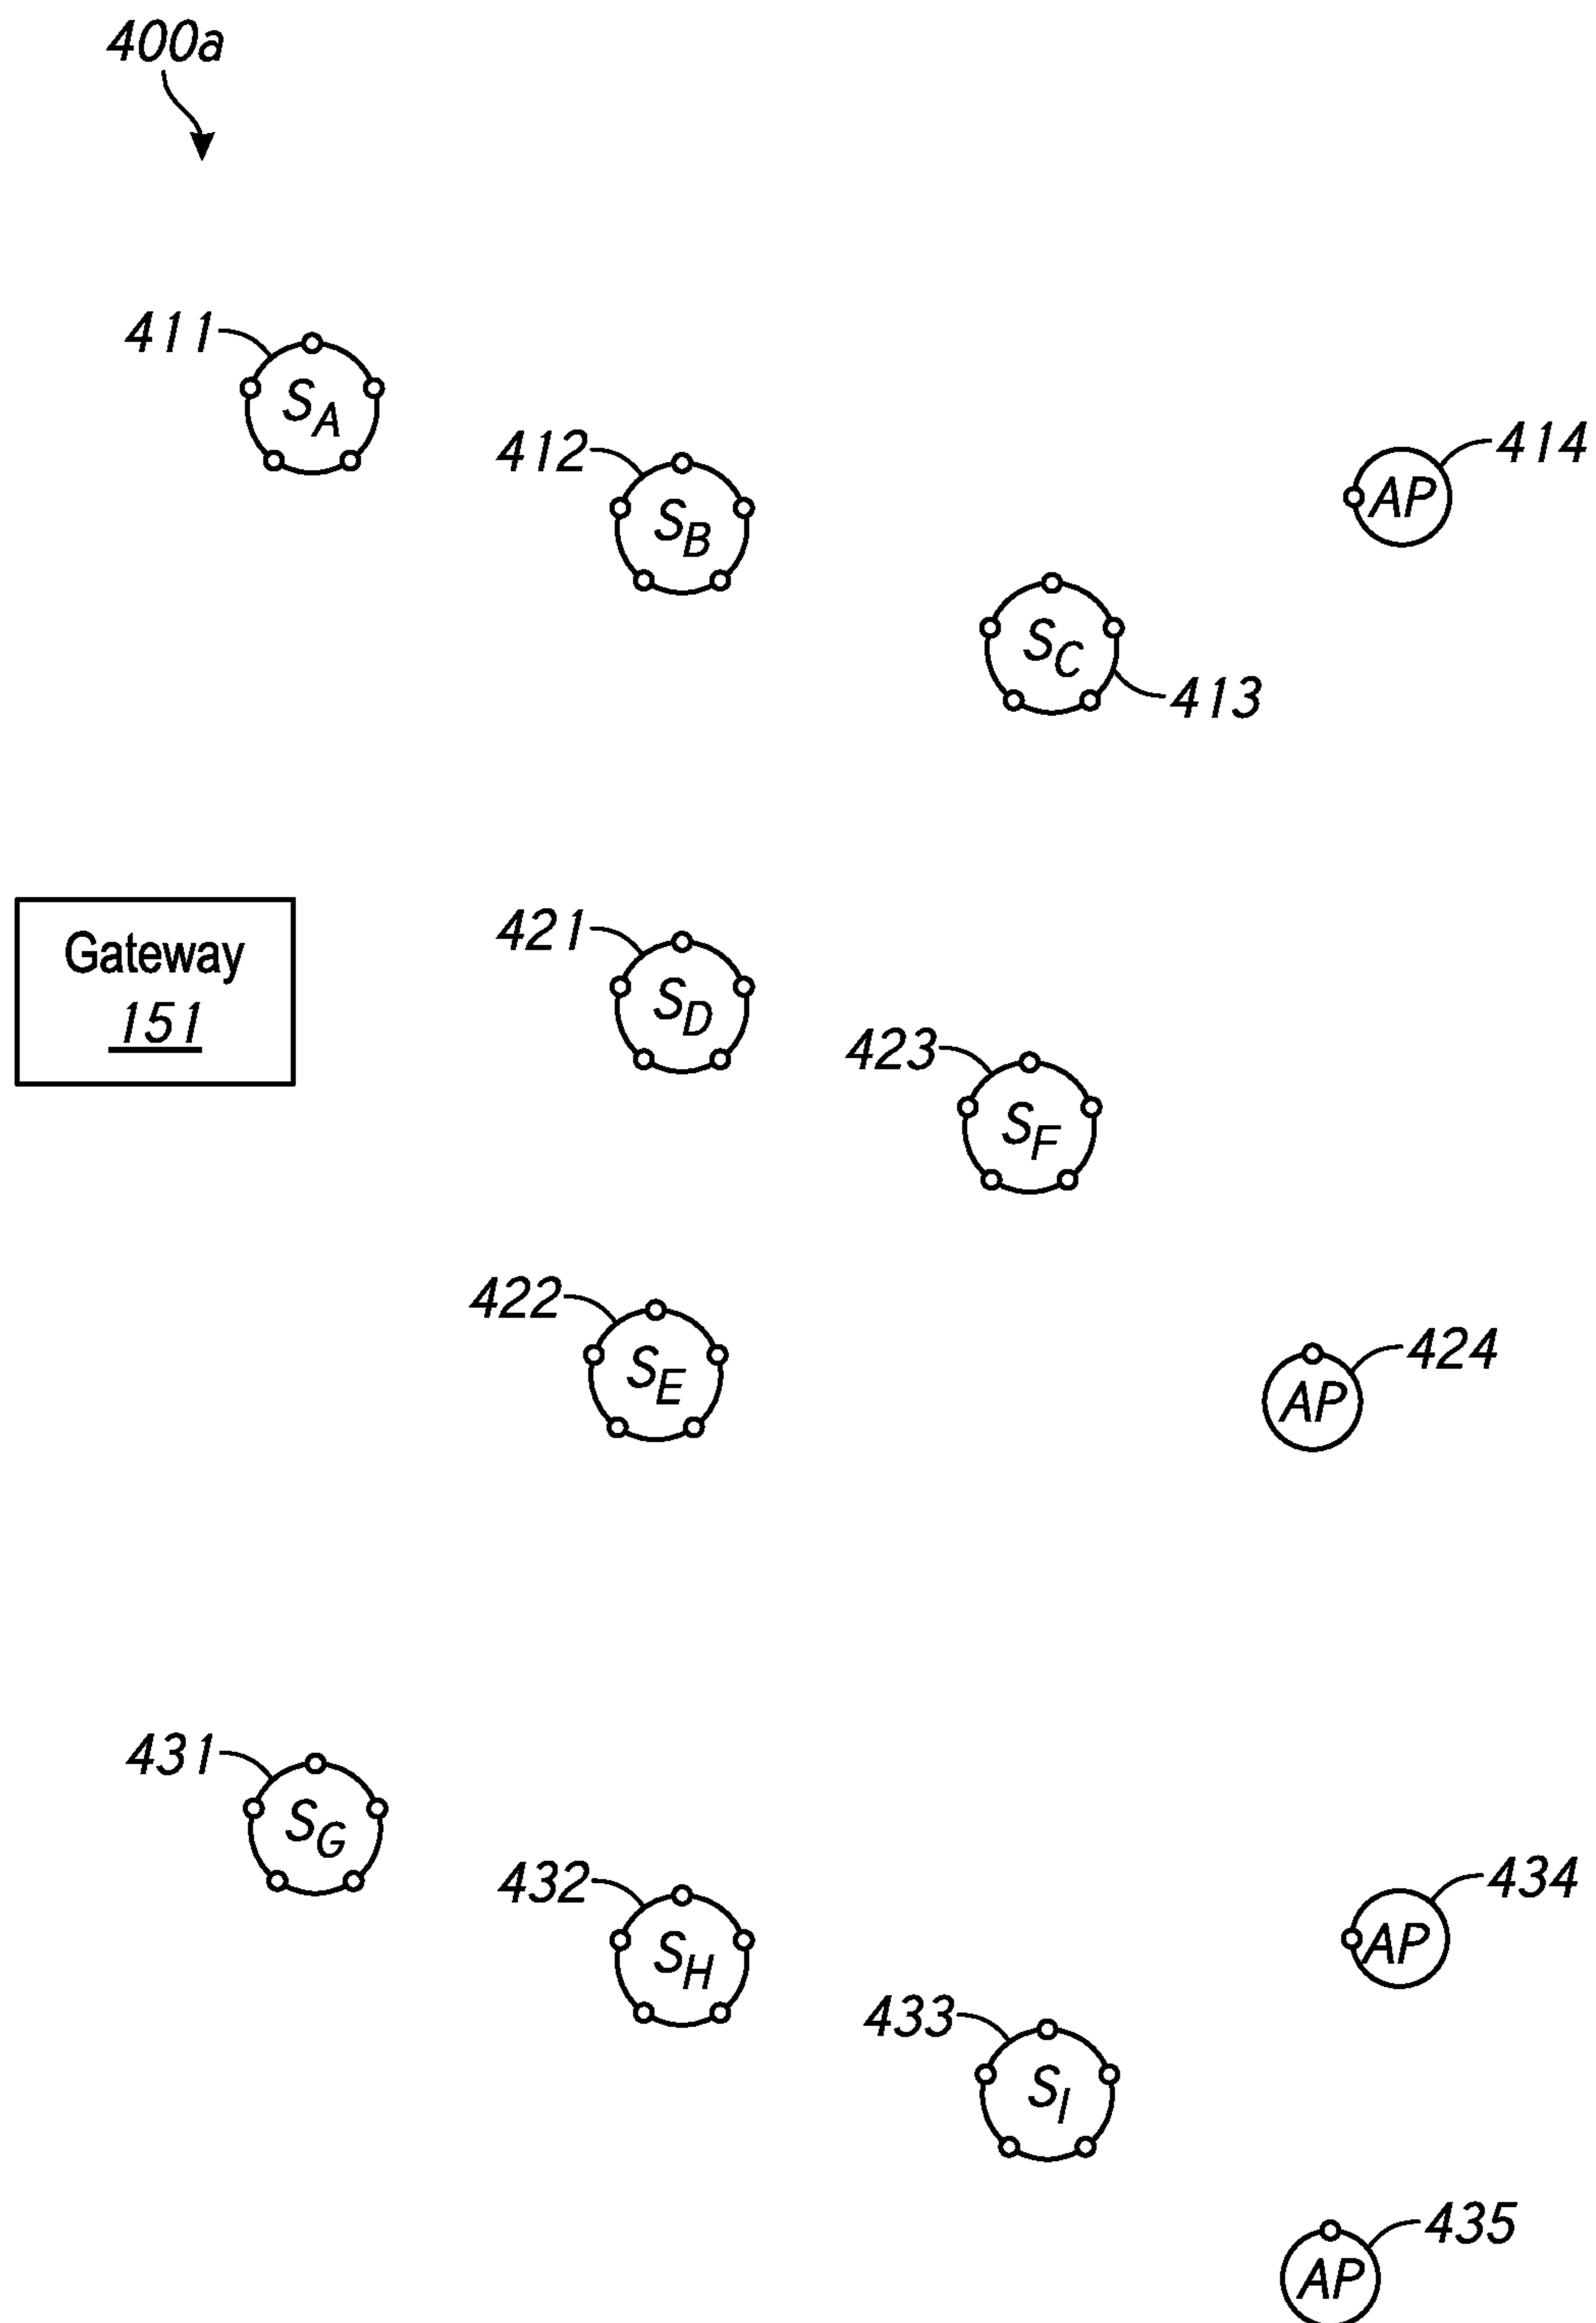 400a
411
S_A
412
S_B
414
AP
S_C
413
Gateway
151
421
S_D
423
S_F
422
S_E
424
AP
431
S_G
432
S_H
434
AP
433
S_I
435
AP